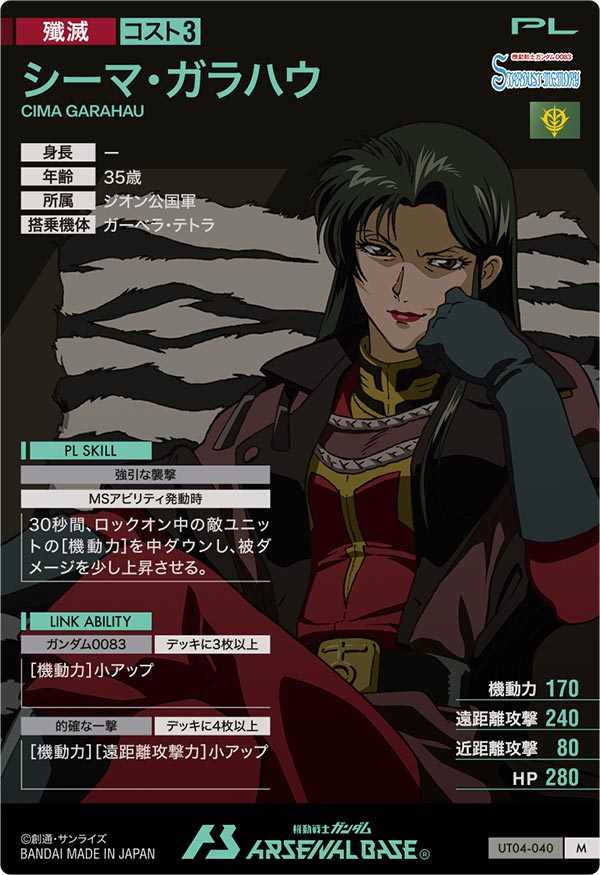 殲滅 コスト3 PL
シーマ・ガラハウ
CIMA GARAHAU
機動戦士ガンダム0083
STARDUST MEMORY
身長 ー
年齢 35歳
所属 ジオン公国軍
搭乗機体 ガーベラ・テトラ
PL SKILL
強引な襲撃
MSアビリティ発動時
30秒間、ロックオン中の敵ユニッ
トの[機動力]を中ダウンし、被ダ
メージを少し上昇させる。
LINK ABILITY
ガンダム0083 デッキに3枚以上
[機動力]小アップ
的確な一撃 デッキに4枚以上
[機動力][遠距離攻撃力]小アップ
機動力 170
遠距離攻撃 240
近距離攻撃 80
HP 280
©創通・サンライズ
BANDAI MADE IN JAPAN
機動戦士ガンダム
ARSENAL BASE®
UT04-040 M